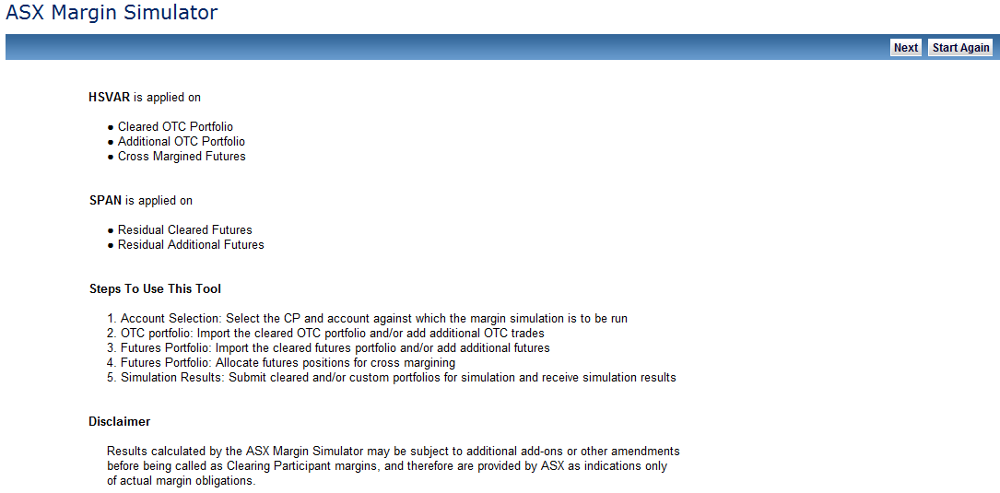 ASX Margin Simulator
Next Start Again
HSVAR is applied on
● Cleared OTC Portfolio
● Additional OTC Portfolio
● Cross Margined Futures
SPAN is applied on
● Residual Cleared Futures
● Residual Additional Futures
Steps To Use This Tool
1. Account Selection: Select the CP and account against which the margin simulation is to be run
2. OTC portfolio: Import the cleared OTC portfolio and/or add additional OTC trades
3. Futures Portfolio: Import the cleared futures portfolio and/or add additional futures
4. Futures Portfolio: Allocate futures positions for cross margining
5. Simulation Results: Submit cleared and/or custom portfolios for simulation and receive simulation results
Disclaimer
Results calculated by the ASX Margin Simulator may be subject to additional add-ons or other amendments
before being called as Clearing Participant margins, and therefore are provided by ASX as indications only
of actual margin obligations.